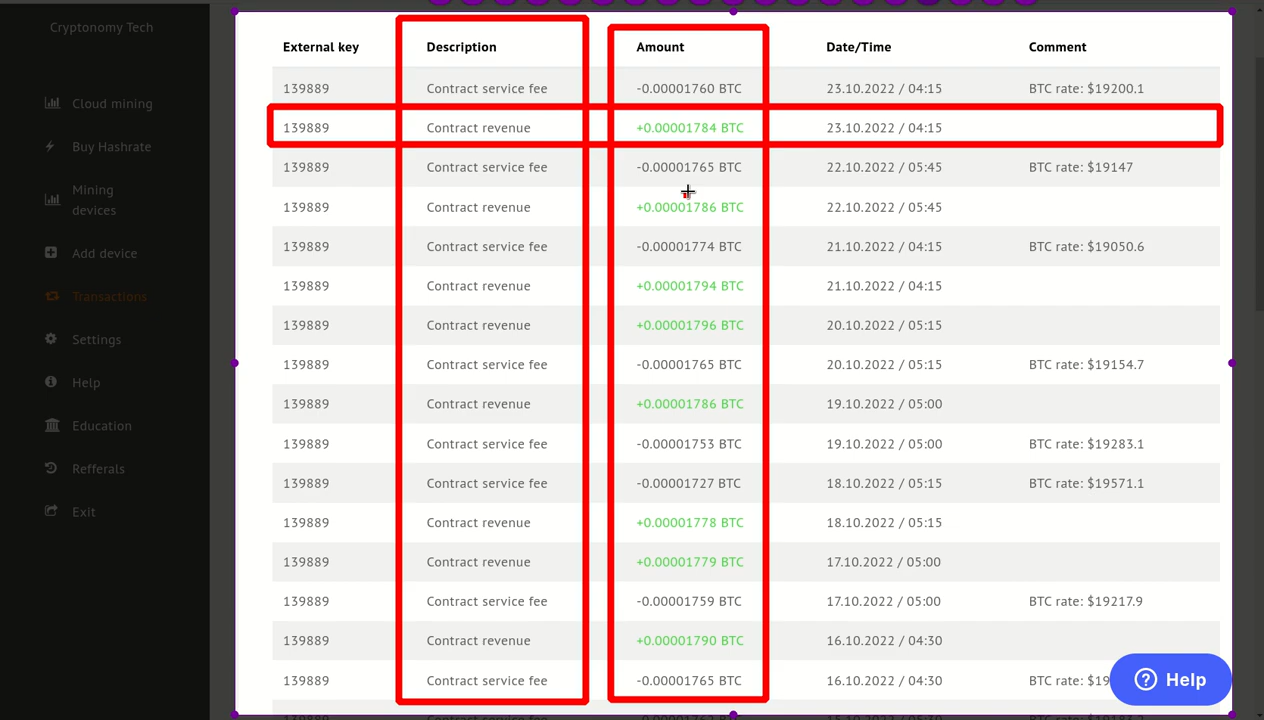 Cryptonomy Tech
Cloud mining
Buy Hashrate
Mining
devices
Add device
Transactions
Settings
Help
Education
Refferals
Exit
External key Description Amount Date/Time Comment
139889 Contract service fee -0.00001760 BTC 23.10.2022 / 04:15 BTC rate: $19200.1
139889 Contract revenue +0.00001784 BTC 23.10.2022 / 04:15
139889 Contract service fee -0.00001765 BTC 22.10.2022 / 05:45 BTC rate: $19147
139889 Contract revenue +0.00001786 BTC 22.10.2022 / 05:45
139889 Contract service fee -0.00001774 BTC 21.10.2022 / 04:15 BTC rate: $19050.6
139889 Contract revenue +0.00001794 BTC 21.10.2022 / 04:15
139889 Contract revenue +0.00001796 BTC 20.10.2022 / 05:15
139889 Contract service fee -0.00001765 BTC 20.10.2022 / 05:15 BTC rate: $19154.7
139889 Contract revenue +0.00001786 BTC 19.10.2022 / 05:00
139889 Contract service fee -0.00001753 BTC 19.10.2022 / 05:00 BTC rate: $19283.1
139889 Contract service fee -0.00001727 BTC 18.10.2022 / 05:15 BTC rate: $19571.1
139889 Contract revenue +0.00001778 BTC 18.10.2022 / 05:15
139889 Contract revenue +0.00001779 BTC 17.10.2022 / 05:00
139889 Contract service fee -0.00001759 BTC 17.10.2022 / 05:00 BTC rate: $19217.9
139889 Contract revenue +0.00001790 BTC 16.10.2022 / 04:30
139889 Contract service fee -0.00001765 BTC 16.10.2022 / 04:30 BTC rate: $19
Help